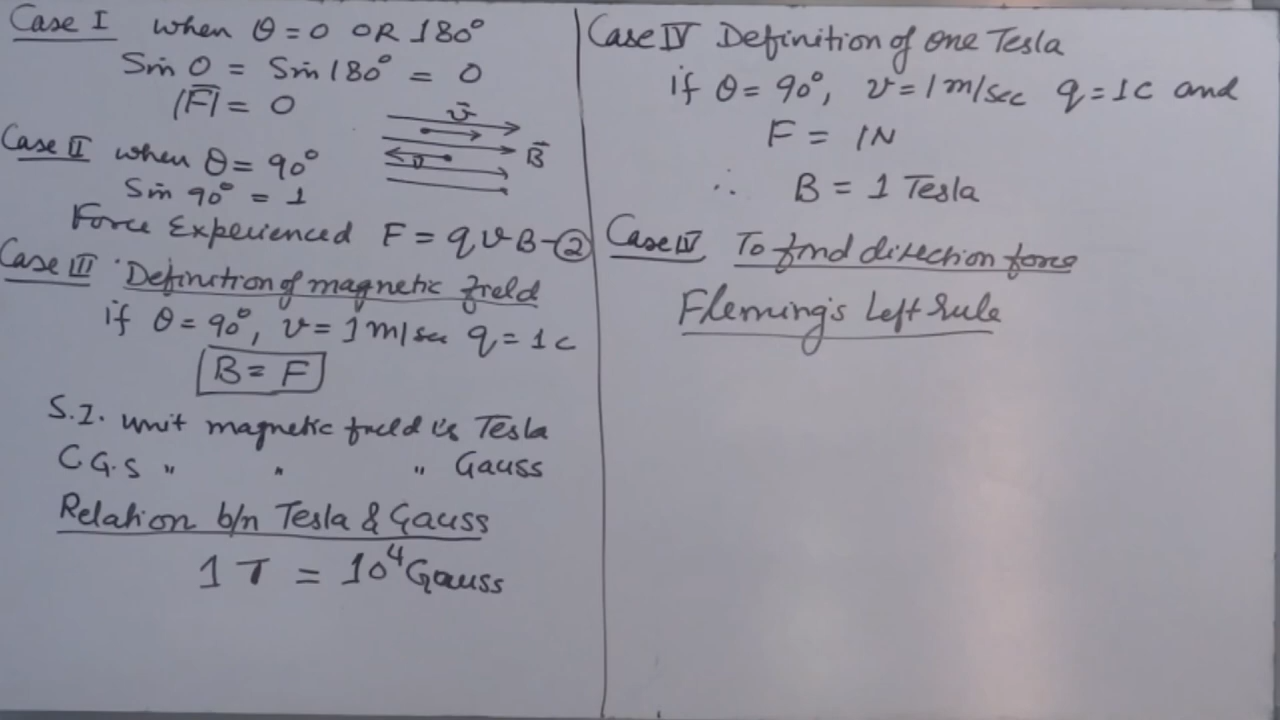 Case I when θ = 0 OR 180°
Sin 0 = Sin 180° = 0
|F⃗| = 0
v⃗
B⃗
Case II when θ = 90°
Sin 90° = 1
Force Experienced F = qvB - ②
Case III Definition of magnetic field
if θ = 90°, v = 1 m/sec q = 1c
B = F
S.I. unit magnetic field is Tesla
C G.S " " " Gauss
Relation b/n Tesla & Gauss
1 T = 10⁴ Gauss
Case IV Definition of one Tesla
if θ = 90°, v = 1 m/sec q = 1c and
F = 1N
∴ B = 1 Tesla
Case IV To find direction force
Fleming's Left rule